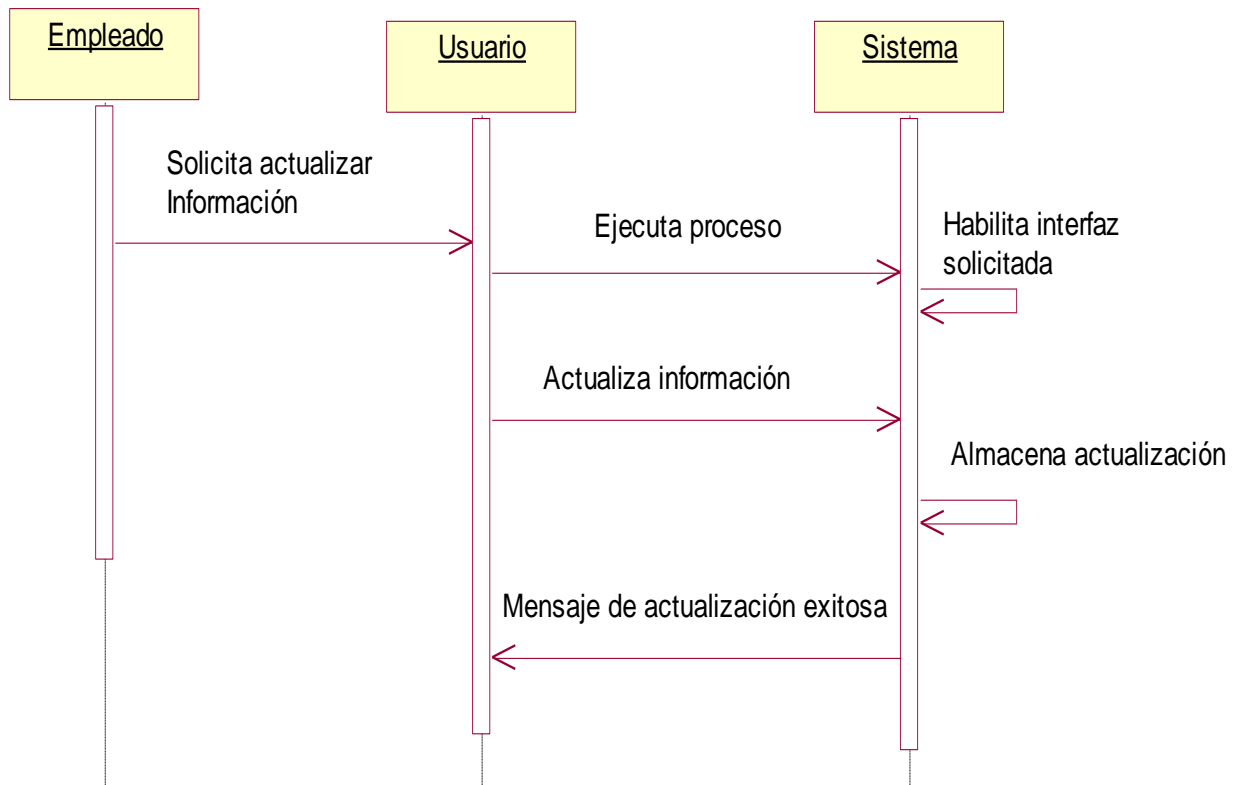 Empleado
Usuario
Sistema
Solicita actualizar
Información
Ejecuta proceso
Habilita interfaz
solicitada
Actualiza información
Almacena actualización
Mensaje de actualización exitosa